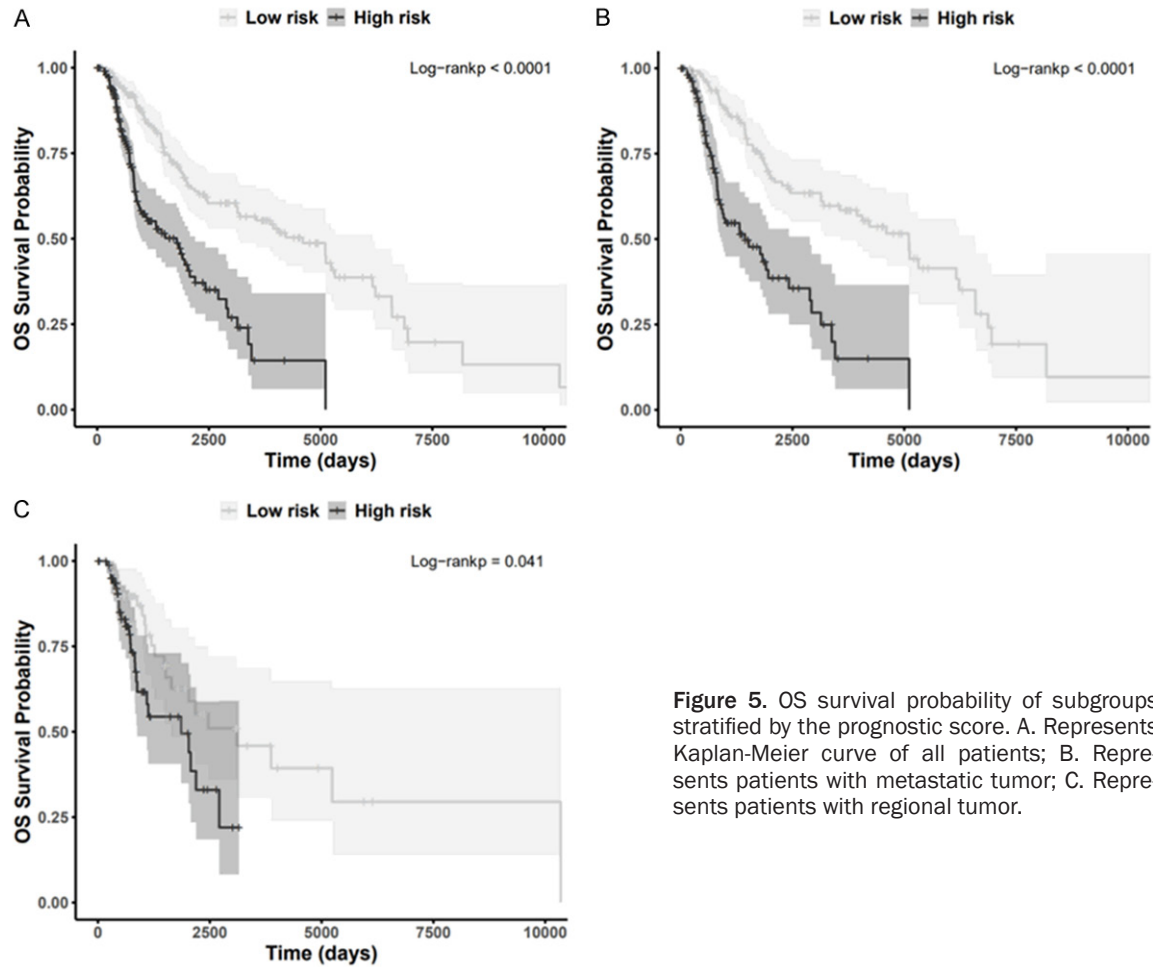 A
Low risk High risk
Log-rankp < 0.0001
OS Survival Probability
1.00
0.75
0.50
0.25
0.00
0 2500 5000 7500 10000
Time (days)
B
Low risk High risk
Log-rankp < 0.0001
OS Survival Probability
1.00
0.75
0.50
0.25
0.00
0 2500 5000 7500 10000
Time (days)
C
Low risk High risk
Log-rankp = 0.041
OS Survival Probability
1.00
0.75
0.50
0.25
0.00
0 2500 5000 7500 10000
Time (days)
Figure 5. OS survival probability of subgroups
stratified by the prognostic score. A. Represents
Kaplan-Meier curve of all patients; B. Repre-
sents patients with metastatic tumor; C. Repre-
sents patients with regional tumor.